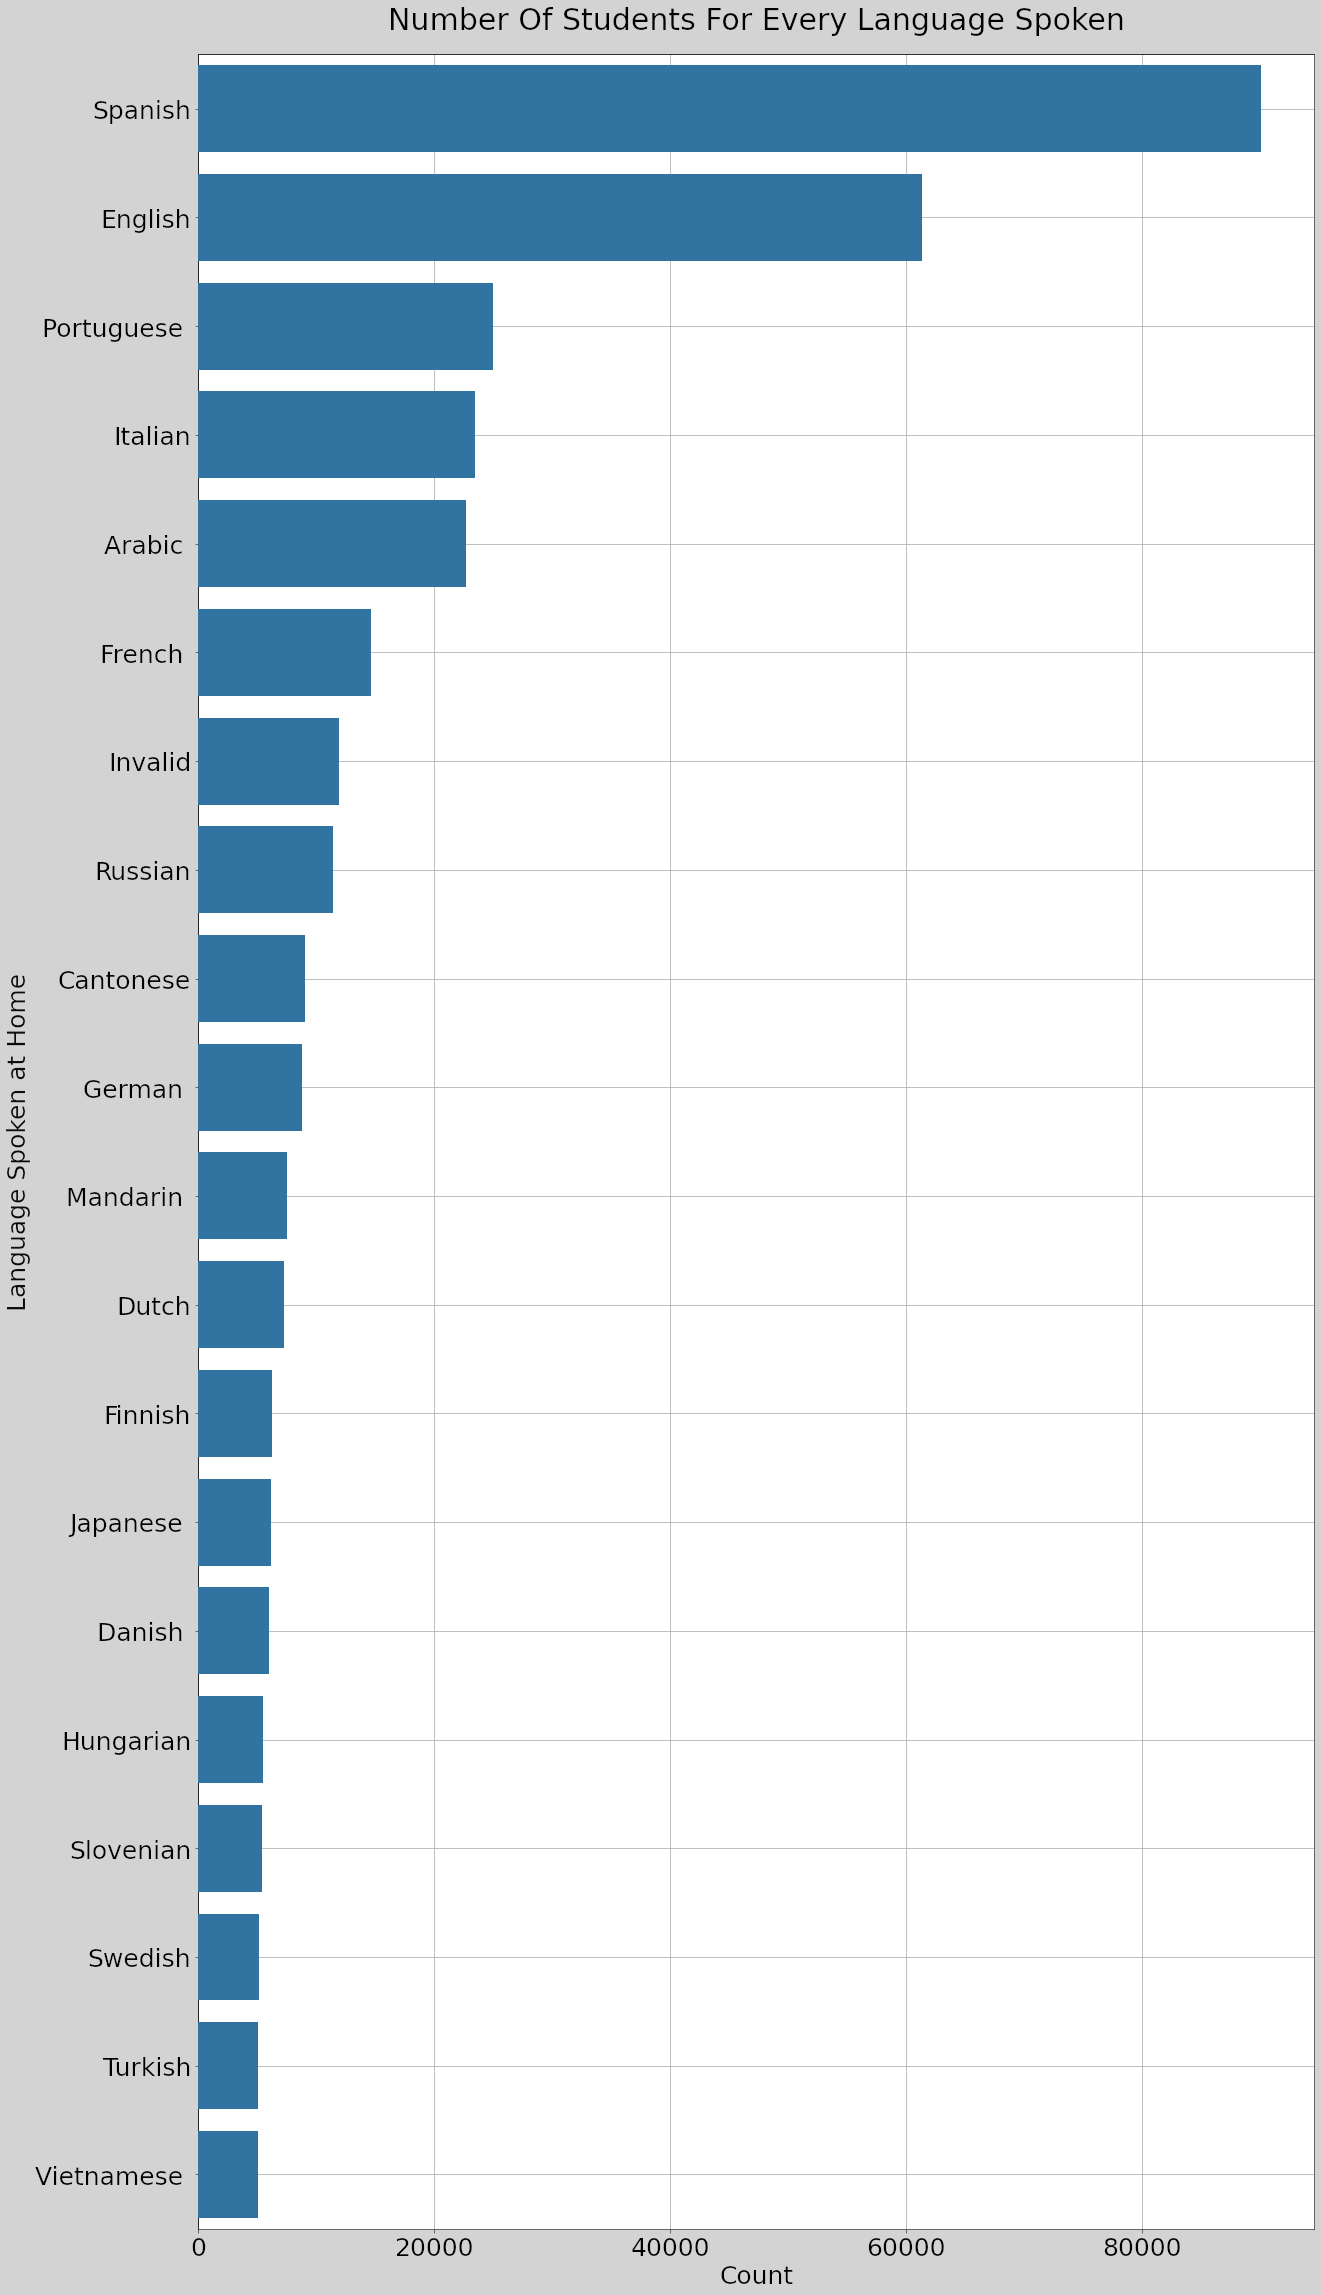 Number Of Students For Every Language Spoken
Spanish
English
Portuguese
Italian
Arabic
French
Invalid
Russian
Cantonese
German
Mandarin
Dutch
Finnish
Japanese
Danish
Hungarian
Slovenian
Swedish
Turkish
Vietnamese
Language Spoken at Home
0 20000 40000 60000 80000
Count